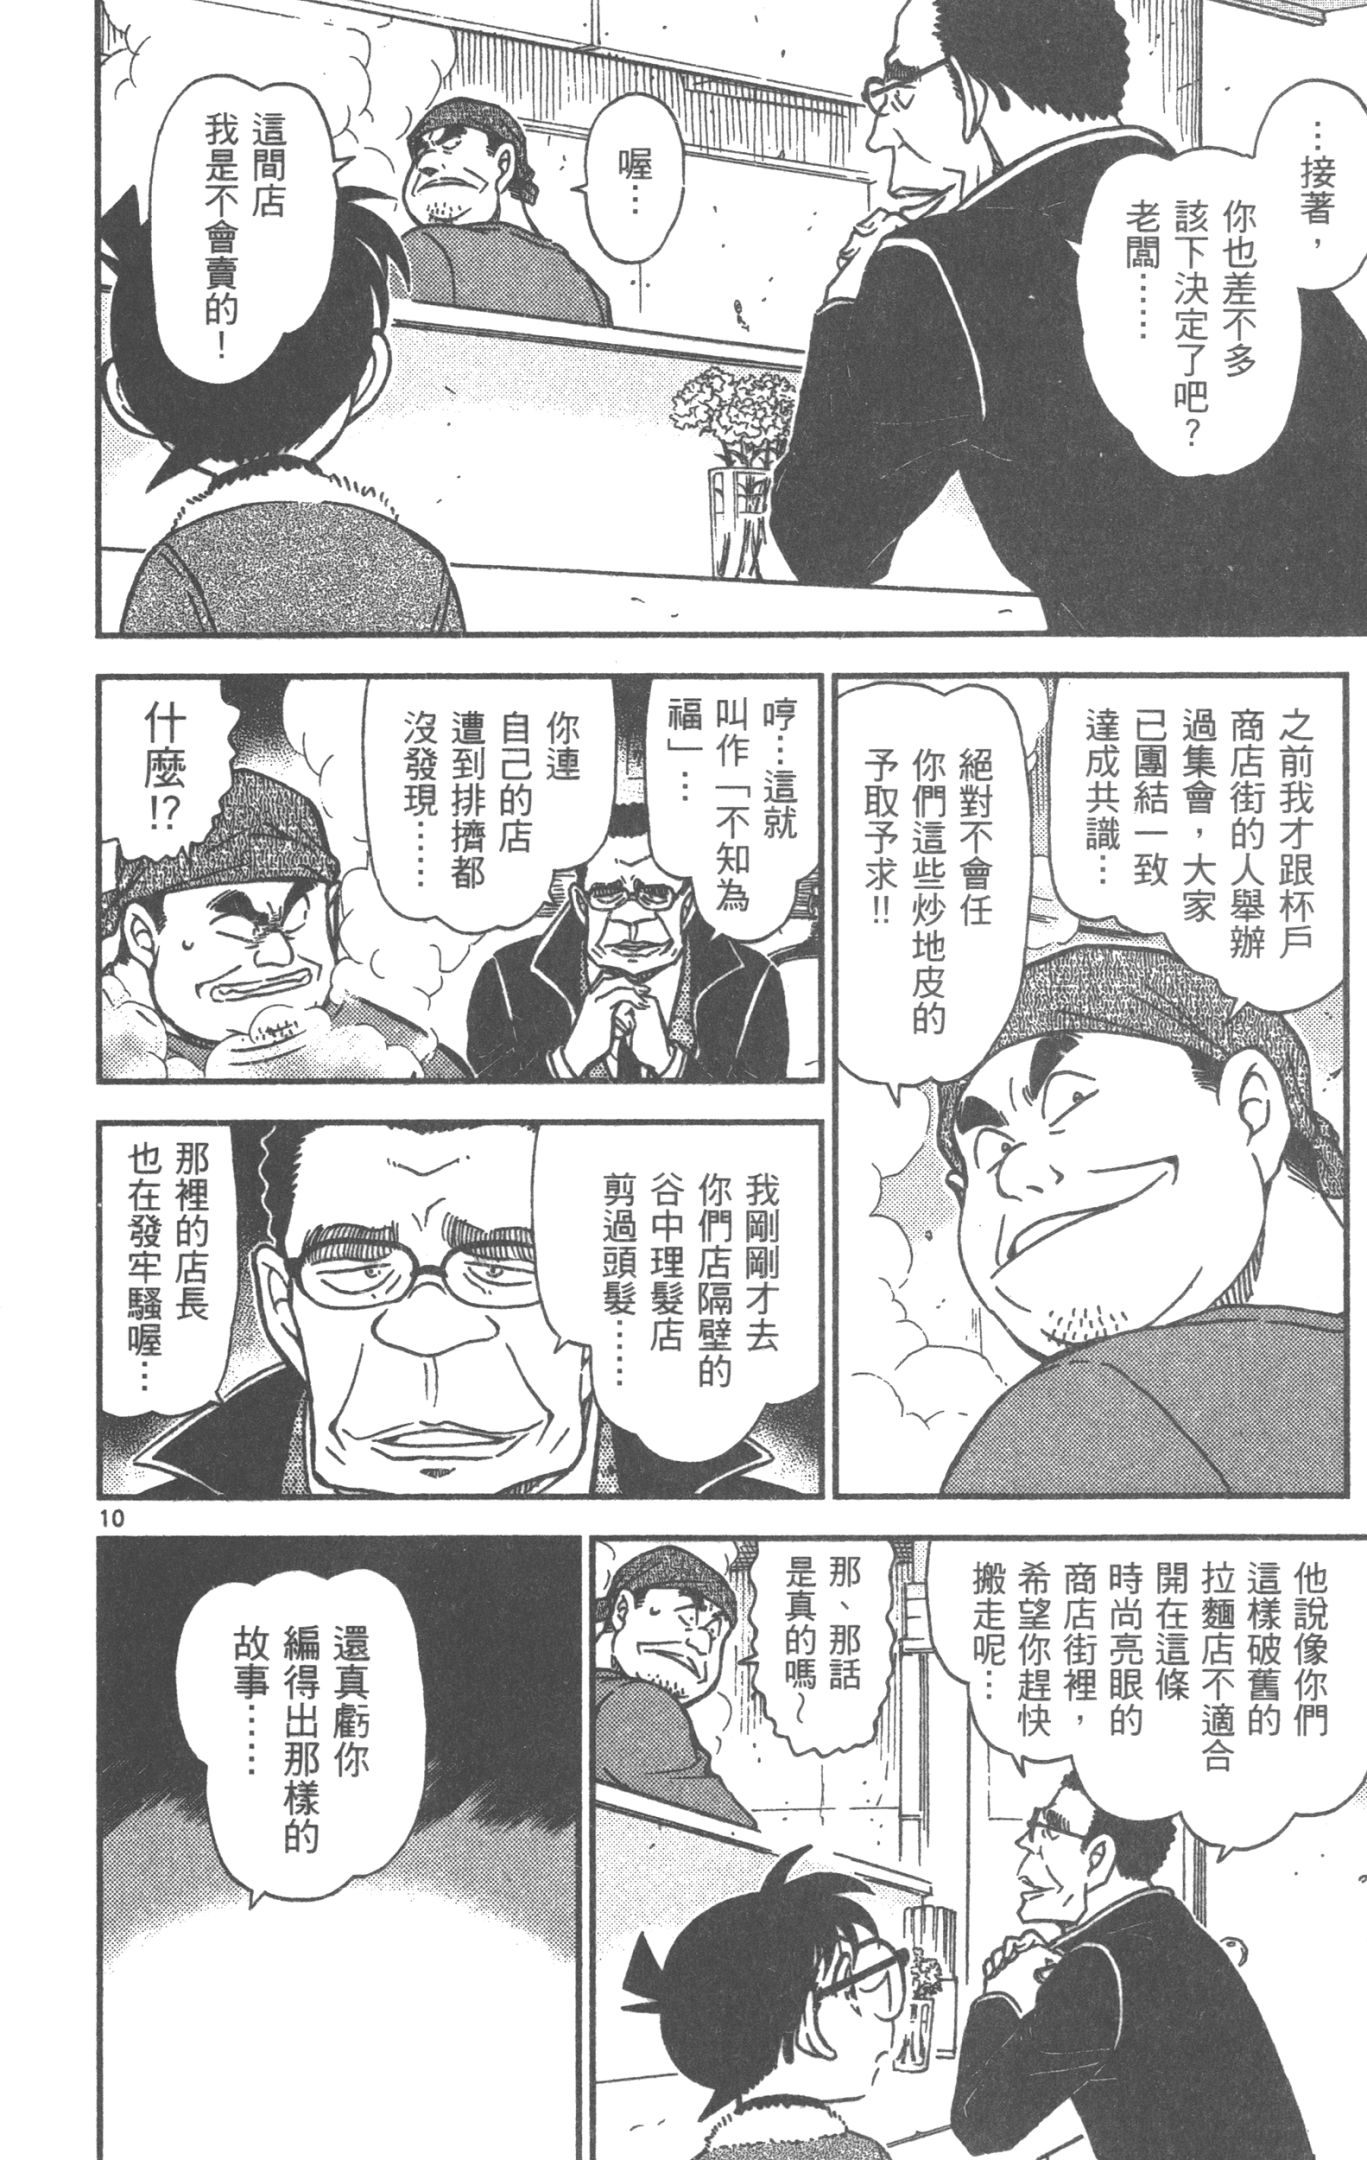 …接著，
你也差不多
該下決定了吧？
老闆……
喔…
這間店
我是不會賣的！
之前我才跟杯戶
商店街的人舉辦
過集會，大家
已團結一致
達成共識…
絕對不會任
你們這些炒地皮的
予取予求!!
哼…這就
叫作「不知為
福」…
你連
自己的店
遭到排擠都
沒發現……
什麼!?
我剛剛才去
你們店隔壁的
谷中理髮店
剪過頭髮……
那裡的店長
也在發牢騷喔…
他說像你們
這樣破舊的
拉麵店不適合
開在這條
時尚亮眼的
商店街裡，
希望你趕快
搬走呢…
那、那話
是真的嗎~
還真虧你
編得出那樣的
故事……
10